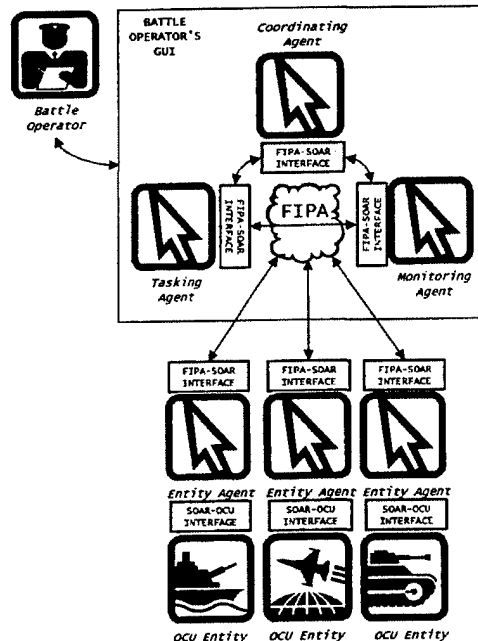 BATTLE
OPERATOR'S
GUI
Coordinating
Agent
Battle
Operator
FIPA-SOAR
INTERFACE
FIPA-SOAR
INTERFACE
FIPA
FIPA-SOAR
INTERFACE
Tasking
Agent
Monitoring
Agent
FIPA-SOAR
INTERFACE
FIPA-SOAR
INTERFACE
FIPA-SOAR
INTERFACE
Entity Agent
Entity Agent
Entity Agent
SOAR-OCU
INTERFACE
SOAR-OCU
INTERFACE
SOAR-OCU
INTERFACE
OCU Entity
OCU Entity
OCU Entity